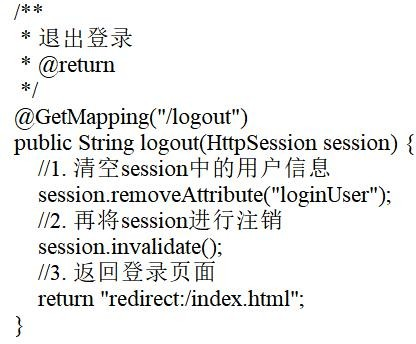 /**
 * 退出登录
 * @return
 */
@GetMapping("/logout")
public String logout(HttpSession session) {
    //1. 清空session中的用户信息
    session.removeAttribute("loginUser");
    //2. 再将session进行注销
    session.invalidate();
    //3. 返回登录页面
    return "redirect:/index.html";
}